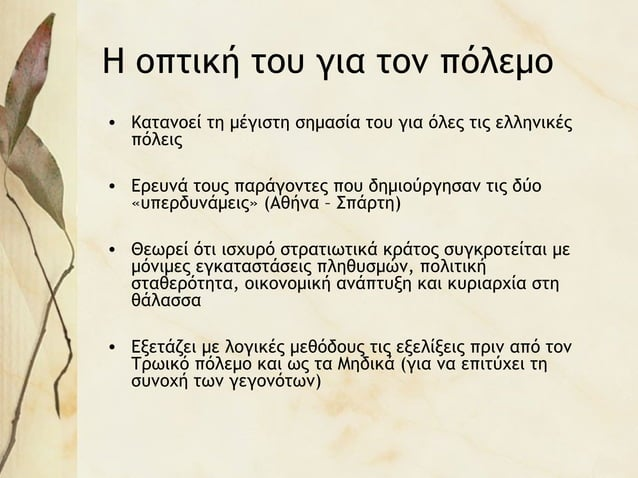 Η οπτική του για τον πόλεμο
• Κατανοεί τη μέγιστη σημασία του για όλες τις ελληνικές
πόλεις
• Ερευνά τους παράγοντες που δημιούργησαν τις δύο
«υπερδυνάμεις» (Αθήνα – Σπάρτη)
• Θεωρεί ότι ισχυρό στρατιωτικά κράτος συγκροτείται με
μόνιμες εγκαταστάσεις πληθυσμών, πολιτική
σταθερότητα, οικονομική ανάπτυξη και κυριαρχία στη
θάλασσα
• Εξετάζει με λογικές μεθόδους τις εξελίξεις πριν από τον
Τρωικό πόλεμο και ως τα Μηδικά (για να επιτύχει τη
συνοχή των γεγονότων)